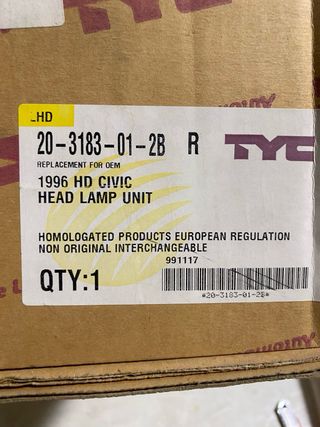 LHD
20-3183-01-2B R TYC
REPLACEMENT FOR OEM
1996 HD CIVIC
HEAD LAMP UNIT
HOMOLOGATED PRODUCTS EUROPEAN REGULATION
NON ORIGINAL INTERCHANGEABLE
991117
QTY:1
*20-3183-01-2B*